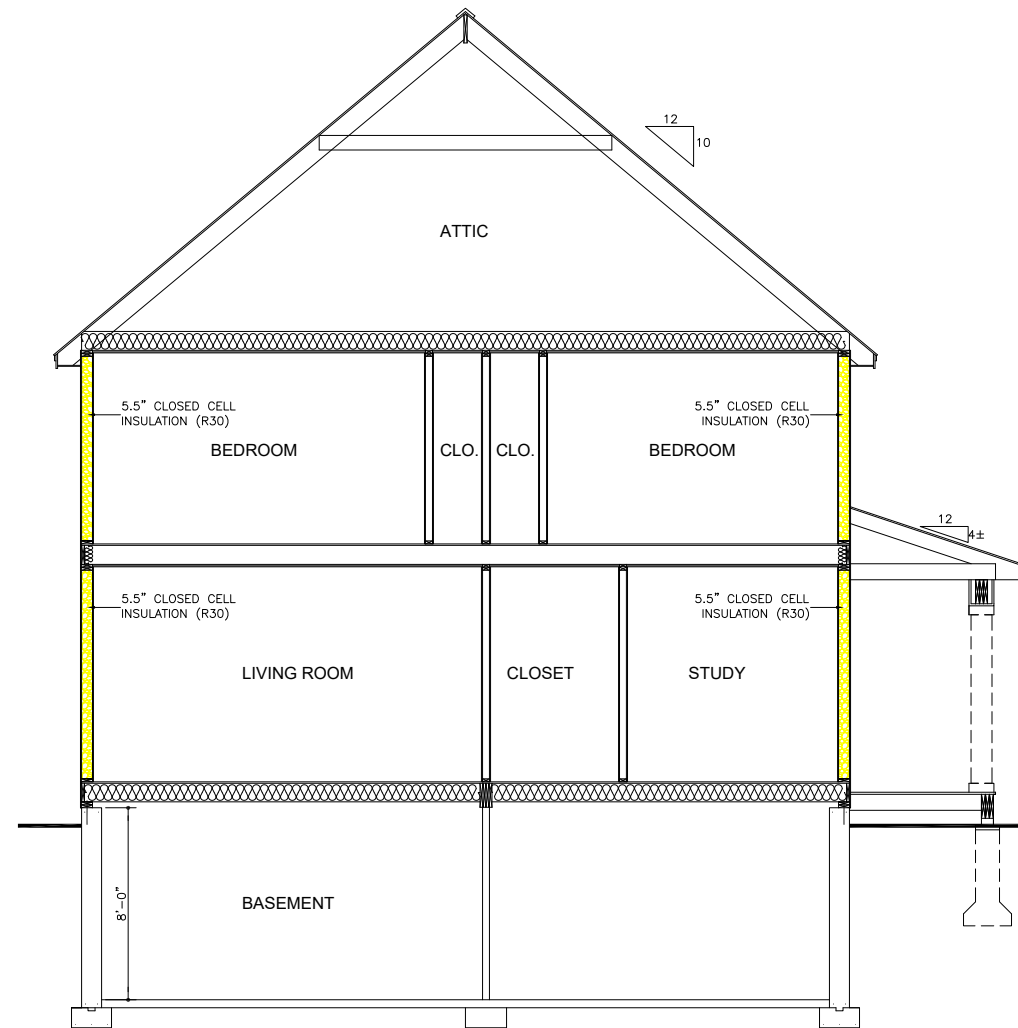 12
10
ATTIC
5.5" CLOSED CELL
INSULATION (R30)
5.5" CLOSED CELL
INSULATION (R30)
BEDROOM
CLO.
CLO.
BEDROOM
12
4±
5.5" CLOSED CELL
INSULATION (R30)
5.5" CLOSED CELL
INSULATION (R30)
LIVING ROOM
CLOSET
STUDY
8'-0"
BASEMENT